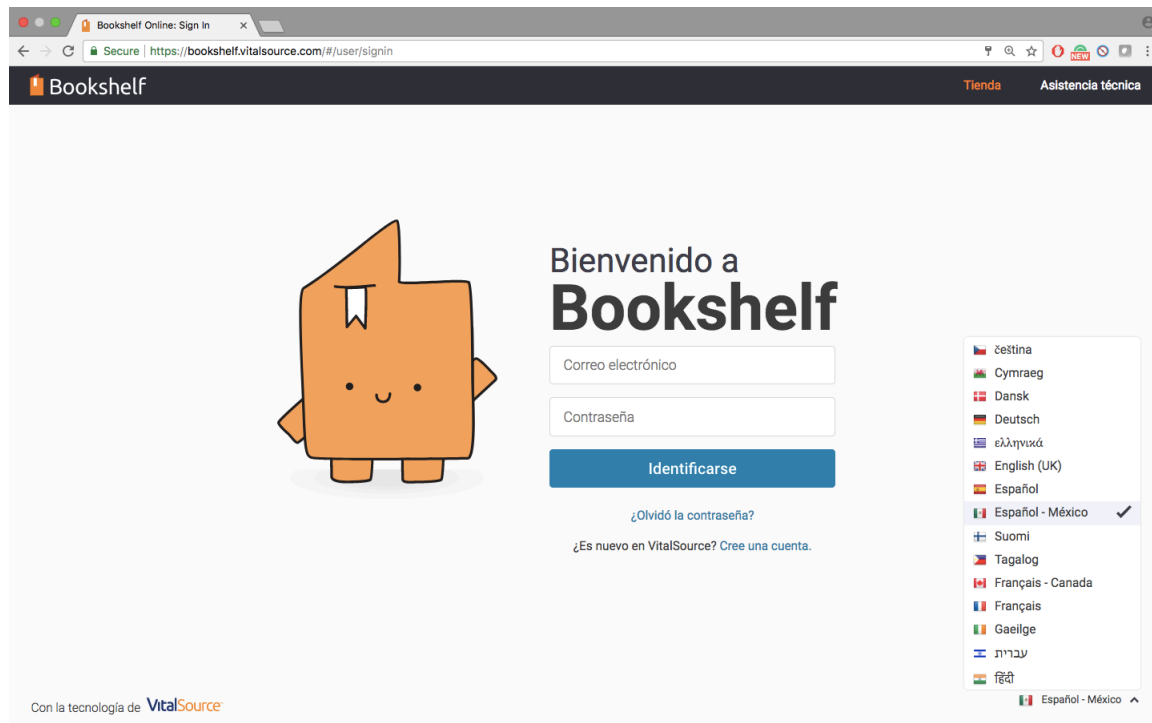 Bookshelf Online: Sign In
Secure | https://bookshelf.vitalsource.com/#/user/signin
NEW
Bookshelf
Tienda
Asistencia técnica
Bienvenido a
Bookshelf
Correo electrónico
Contraseña
Identificarse
¿Olvidó la contraseña?
¿Es nuevo en VitalSource? Cree una cuenta.
čeština
Cymraeg
Dansk
Deutsch
ελληνικά
English (UK)
Español
Español - México
Suomi
Tagalog
Français - Canada
Français
Gaeilge
עברית
हिंदी
Español - México
Con la tecnología de VitalSource